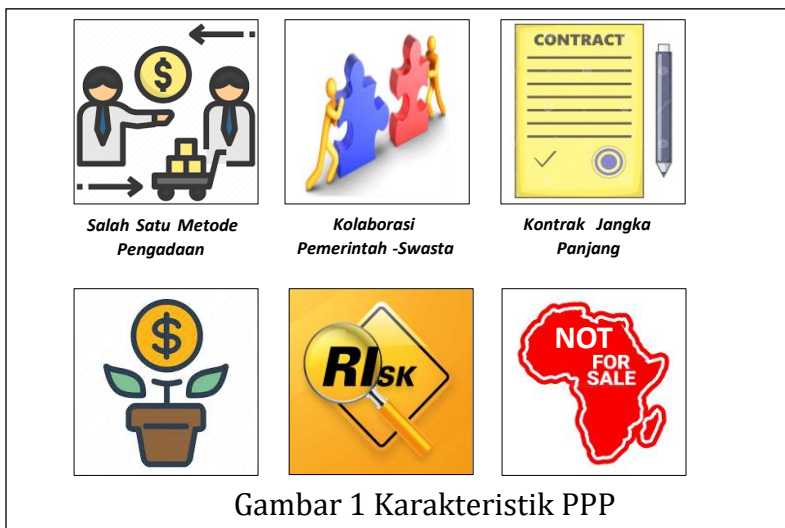 $
CONTRACT
Salah Satu Metode
Pengadaan
Kolaborasi
Pemerintah -Swasta
Kontrak Jangka
Panjang
$
RISK
NOT
FOR
SALE
Gambar 1 Karakteristik PPP